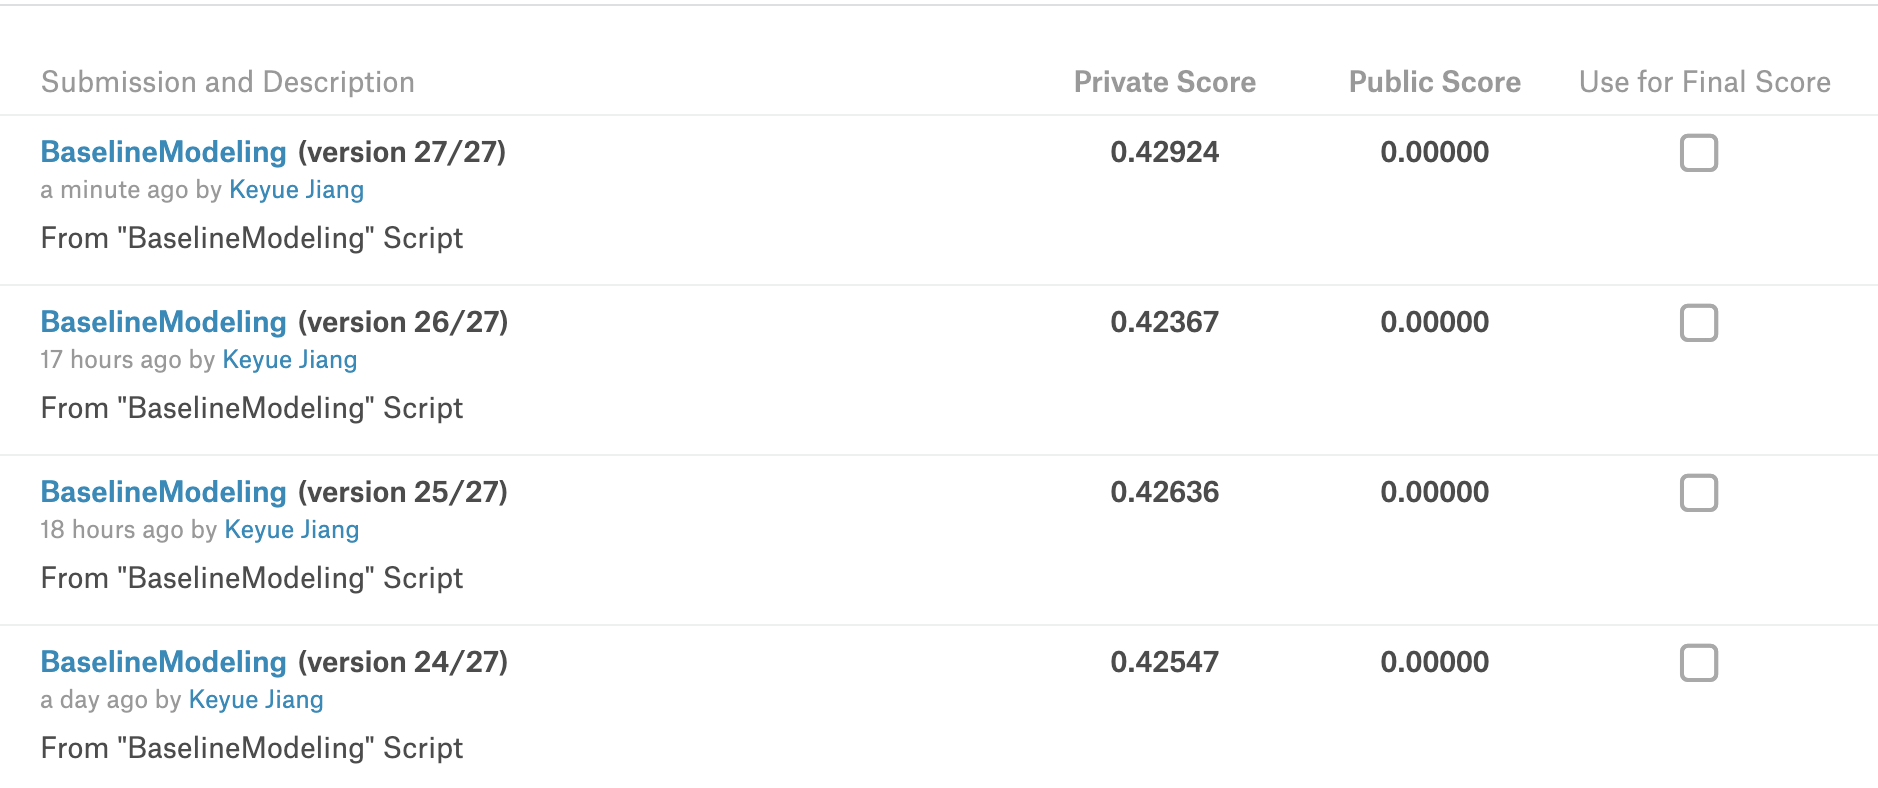 Submission and Description Private Score Public Score Use for Final Score
BaselineModeling (version 27/27) 0.42924 0.00000
a minute ago by Keyue Jiang
From "BaselineModeling" Script
BaselineModeling (version 26/27) 0.42367 0.00000
17 hours ago by Keyue Jiang
From "BaselineModeling" Script
BaselineModeling (version 25/27) 0.42636 0.00000
18 hours ago by Keyue Jiang
From "BaselineModeling" Script
BaselineModeling (version 24/27) 0.42547 0.00000
a day ago by Keyue Jiang
From "BaselineModeling" Script